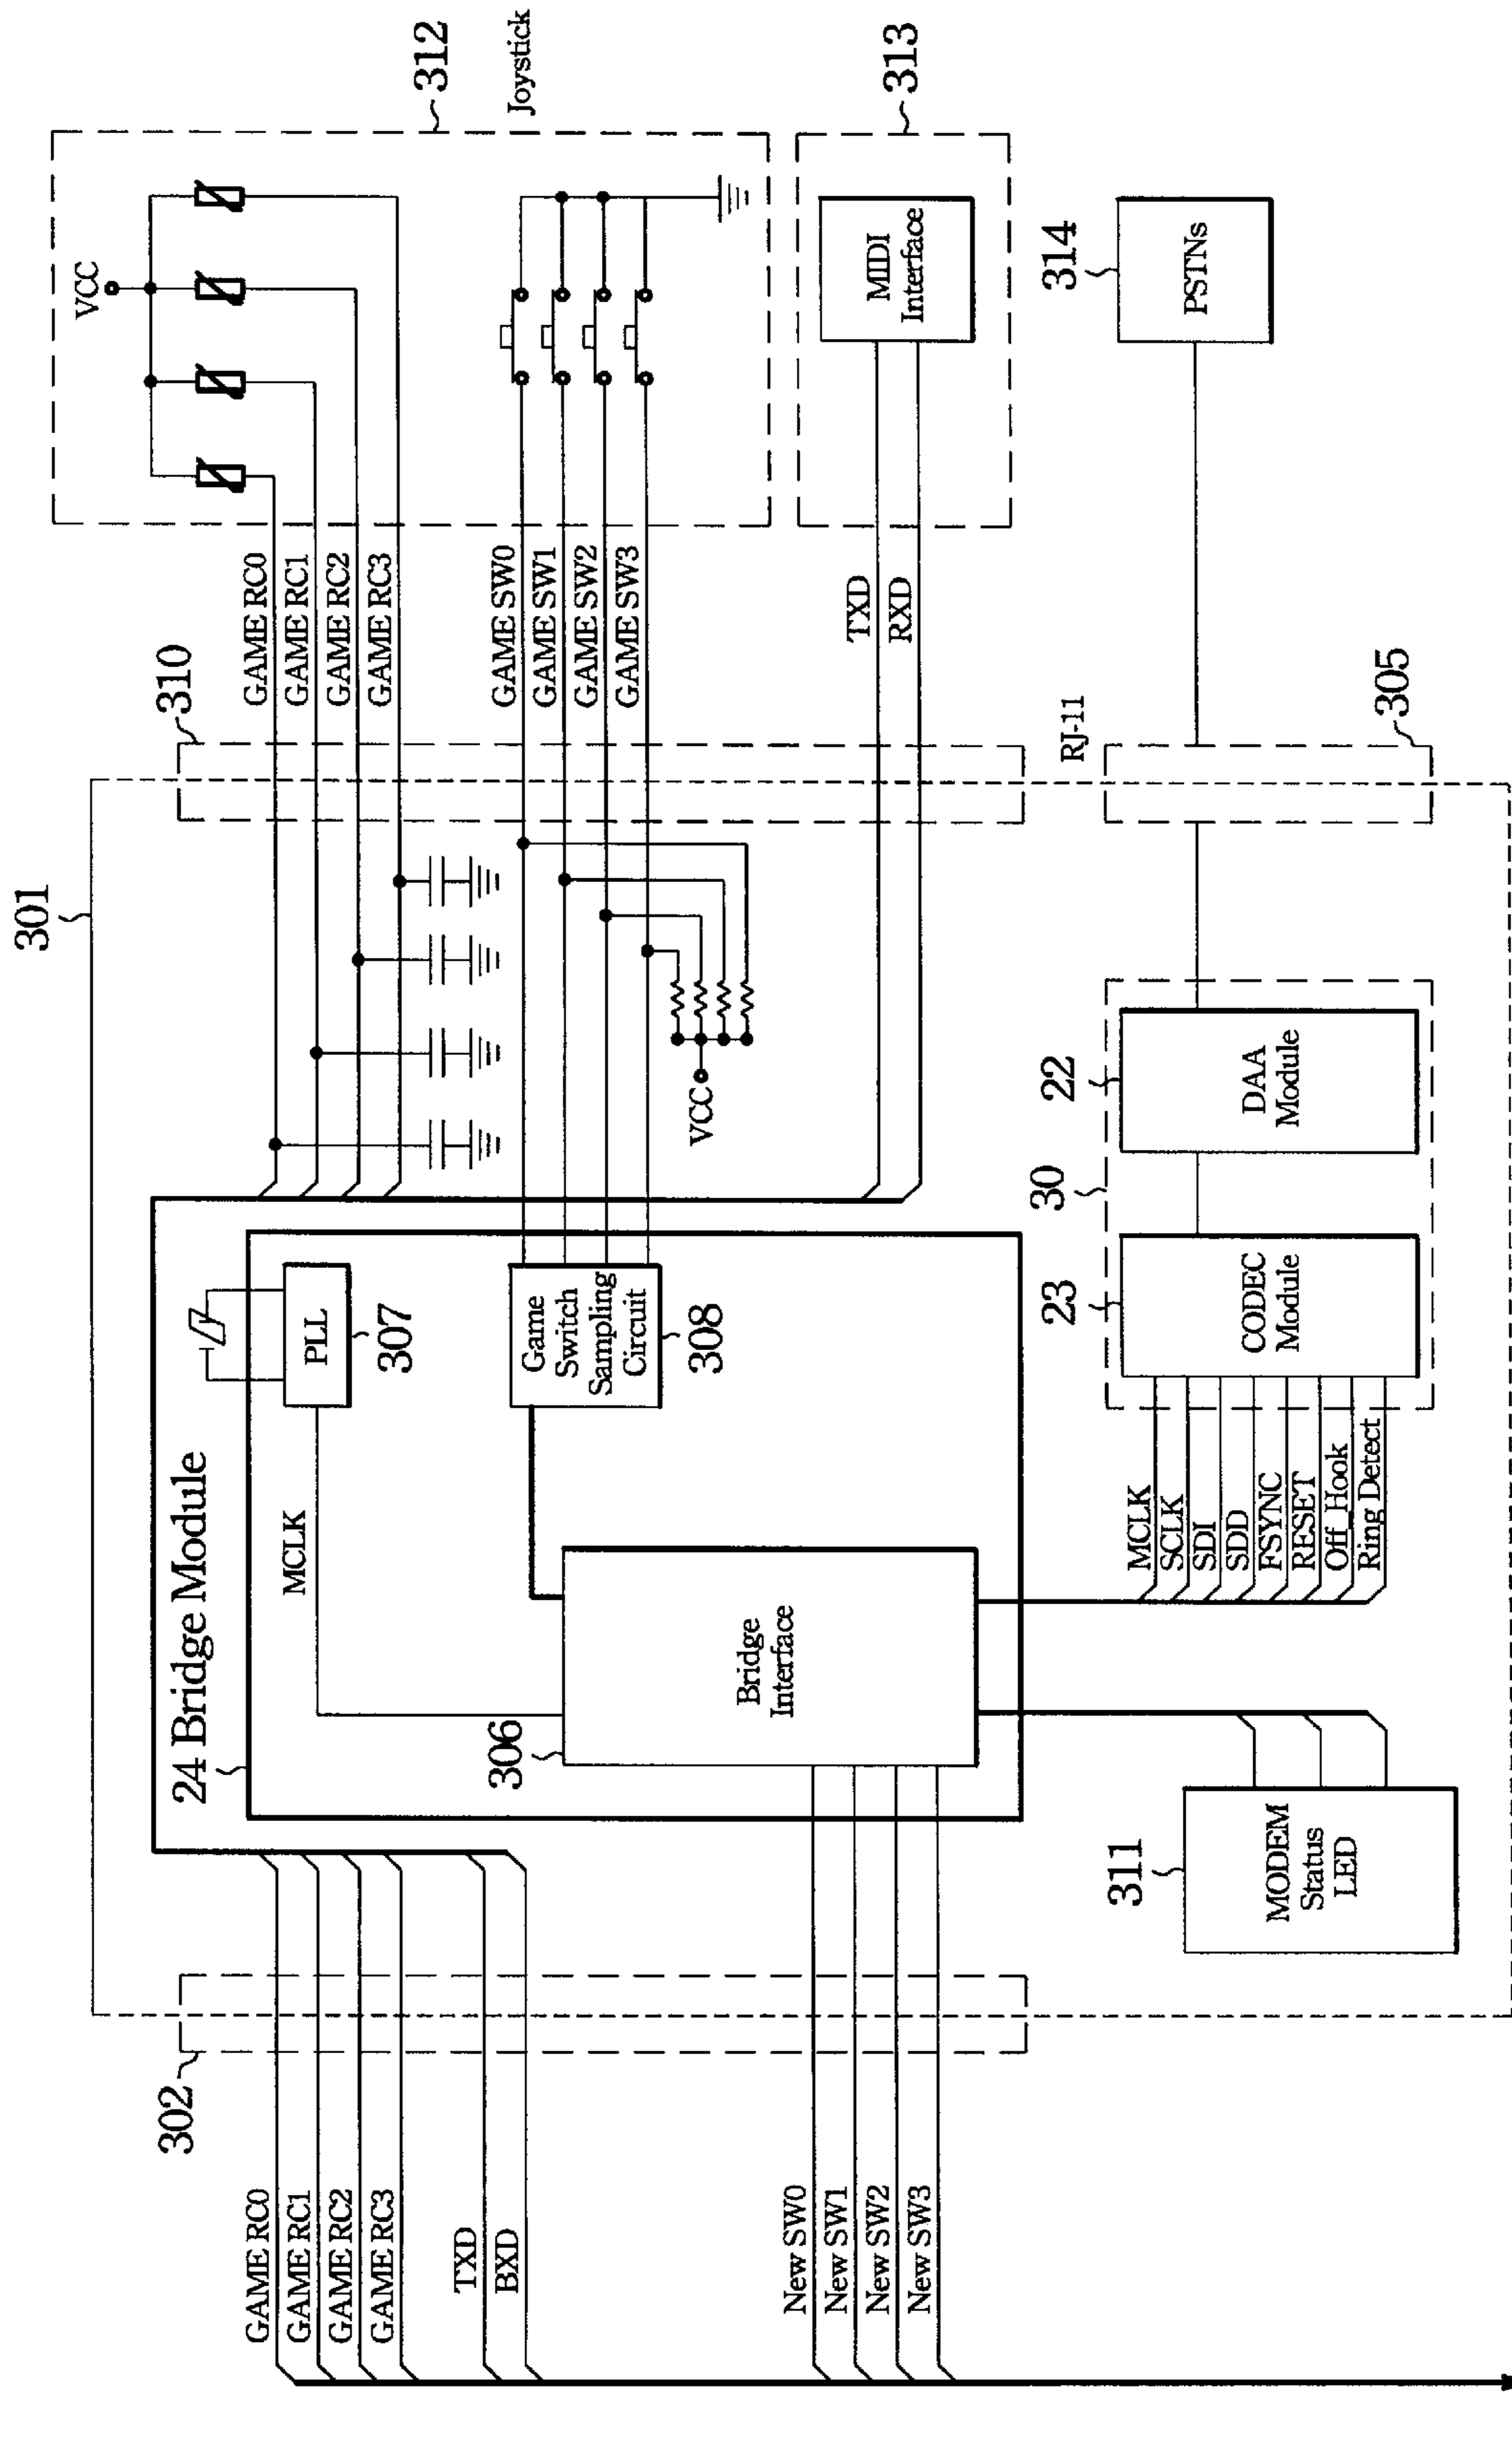 301
310
312
Joystick
VCC
GAME RC0
GAME RC1
GAME RC2
GAME RC3
GAME SW0
GAME SW1
GAME SW2
GAME SW3
VCC
TXD
RXD
313
MIDI
Interface
314
PSTNs
RJ-11
305
24 Bridge Module
PLL
307
MCLK
Game
Switch
Sampling
Circuit
308
306
Bridge
Interface
302
GAME RC0
GAME RC1
GAME RC2
GAME RC3
TXD
BXD
New SW0
New SW1
New SW2
New SW3
311
MODEM
Status
LED
MCLK
SCLK
SDI
SDD
FSYNC
RESET
Off_Hook
Ring Detect
30
23
CODEC
Module
22
DAA
Module